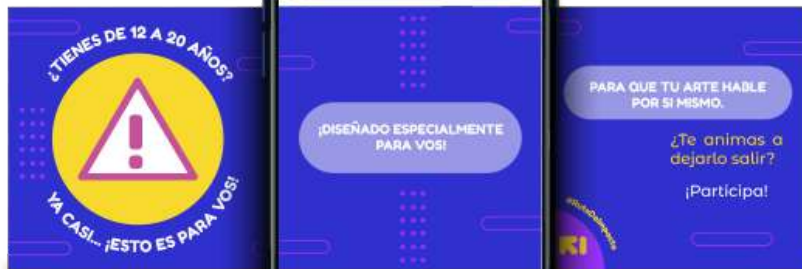 ¿TIENES DE 12 A 20 AÑOS?
YA CASI... ¡ESTO ES PARA VOS!
¡DISEÑADO ESPECIALMENTE
PARA VOS!
PARA QUE TU ARTE HABLE
POR SI MISMO.
¿Te animas a
dejarlo salir?
¡Participa!
#RutaDeImpacto